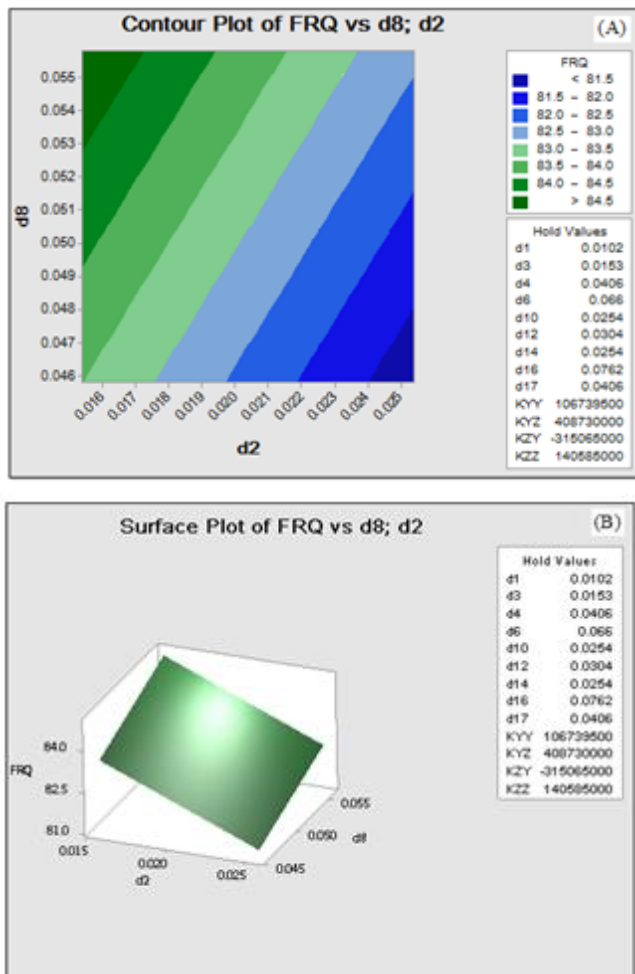 Contour Plot of FRQ vs d8; d2
(A)
d8
0.055
0.054
0.053
0.052
0.051
0.050
0.049
0.048
0.047
0.046
0.016
0.017
0.018
0.019
0.020
0.021
0.022
0.023
0.024
0.025
d2
FRQ
< 81.5
81.5 – 82.0
82.0 – 82.5
82.5 – 83.0
83.0 – 83.5
83.5 – 84.0
84.0 – 84.5
> 84.5
Hold Values
d1 0.0102
d3 0.0153
d4 0.0406
d6 0.066
d10 0.0254
d12 0.0304
d14 0.0254
d16 0.0762
d17 0.0406
KYY 106739500
KYZ 408730000
KZY -315065000
KZZ 140585000
Surface Plot of FRQ vs d8; d2
(B)
FRQ
84.0
82.5
81.0
0.015
0.020
0.025
d2
0.045
0.050
0.055
d8
Hold Values
d1 0.0102
d3 0.0153
d4 0.0406
d6 0.066
d10 0.0254
d12 0.0304
d14 0.0254
d16 0.0762
d17 0.0406
KYY 106739500
KYZ 408730000
KZY -315065000
KZZ 140585000